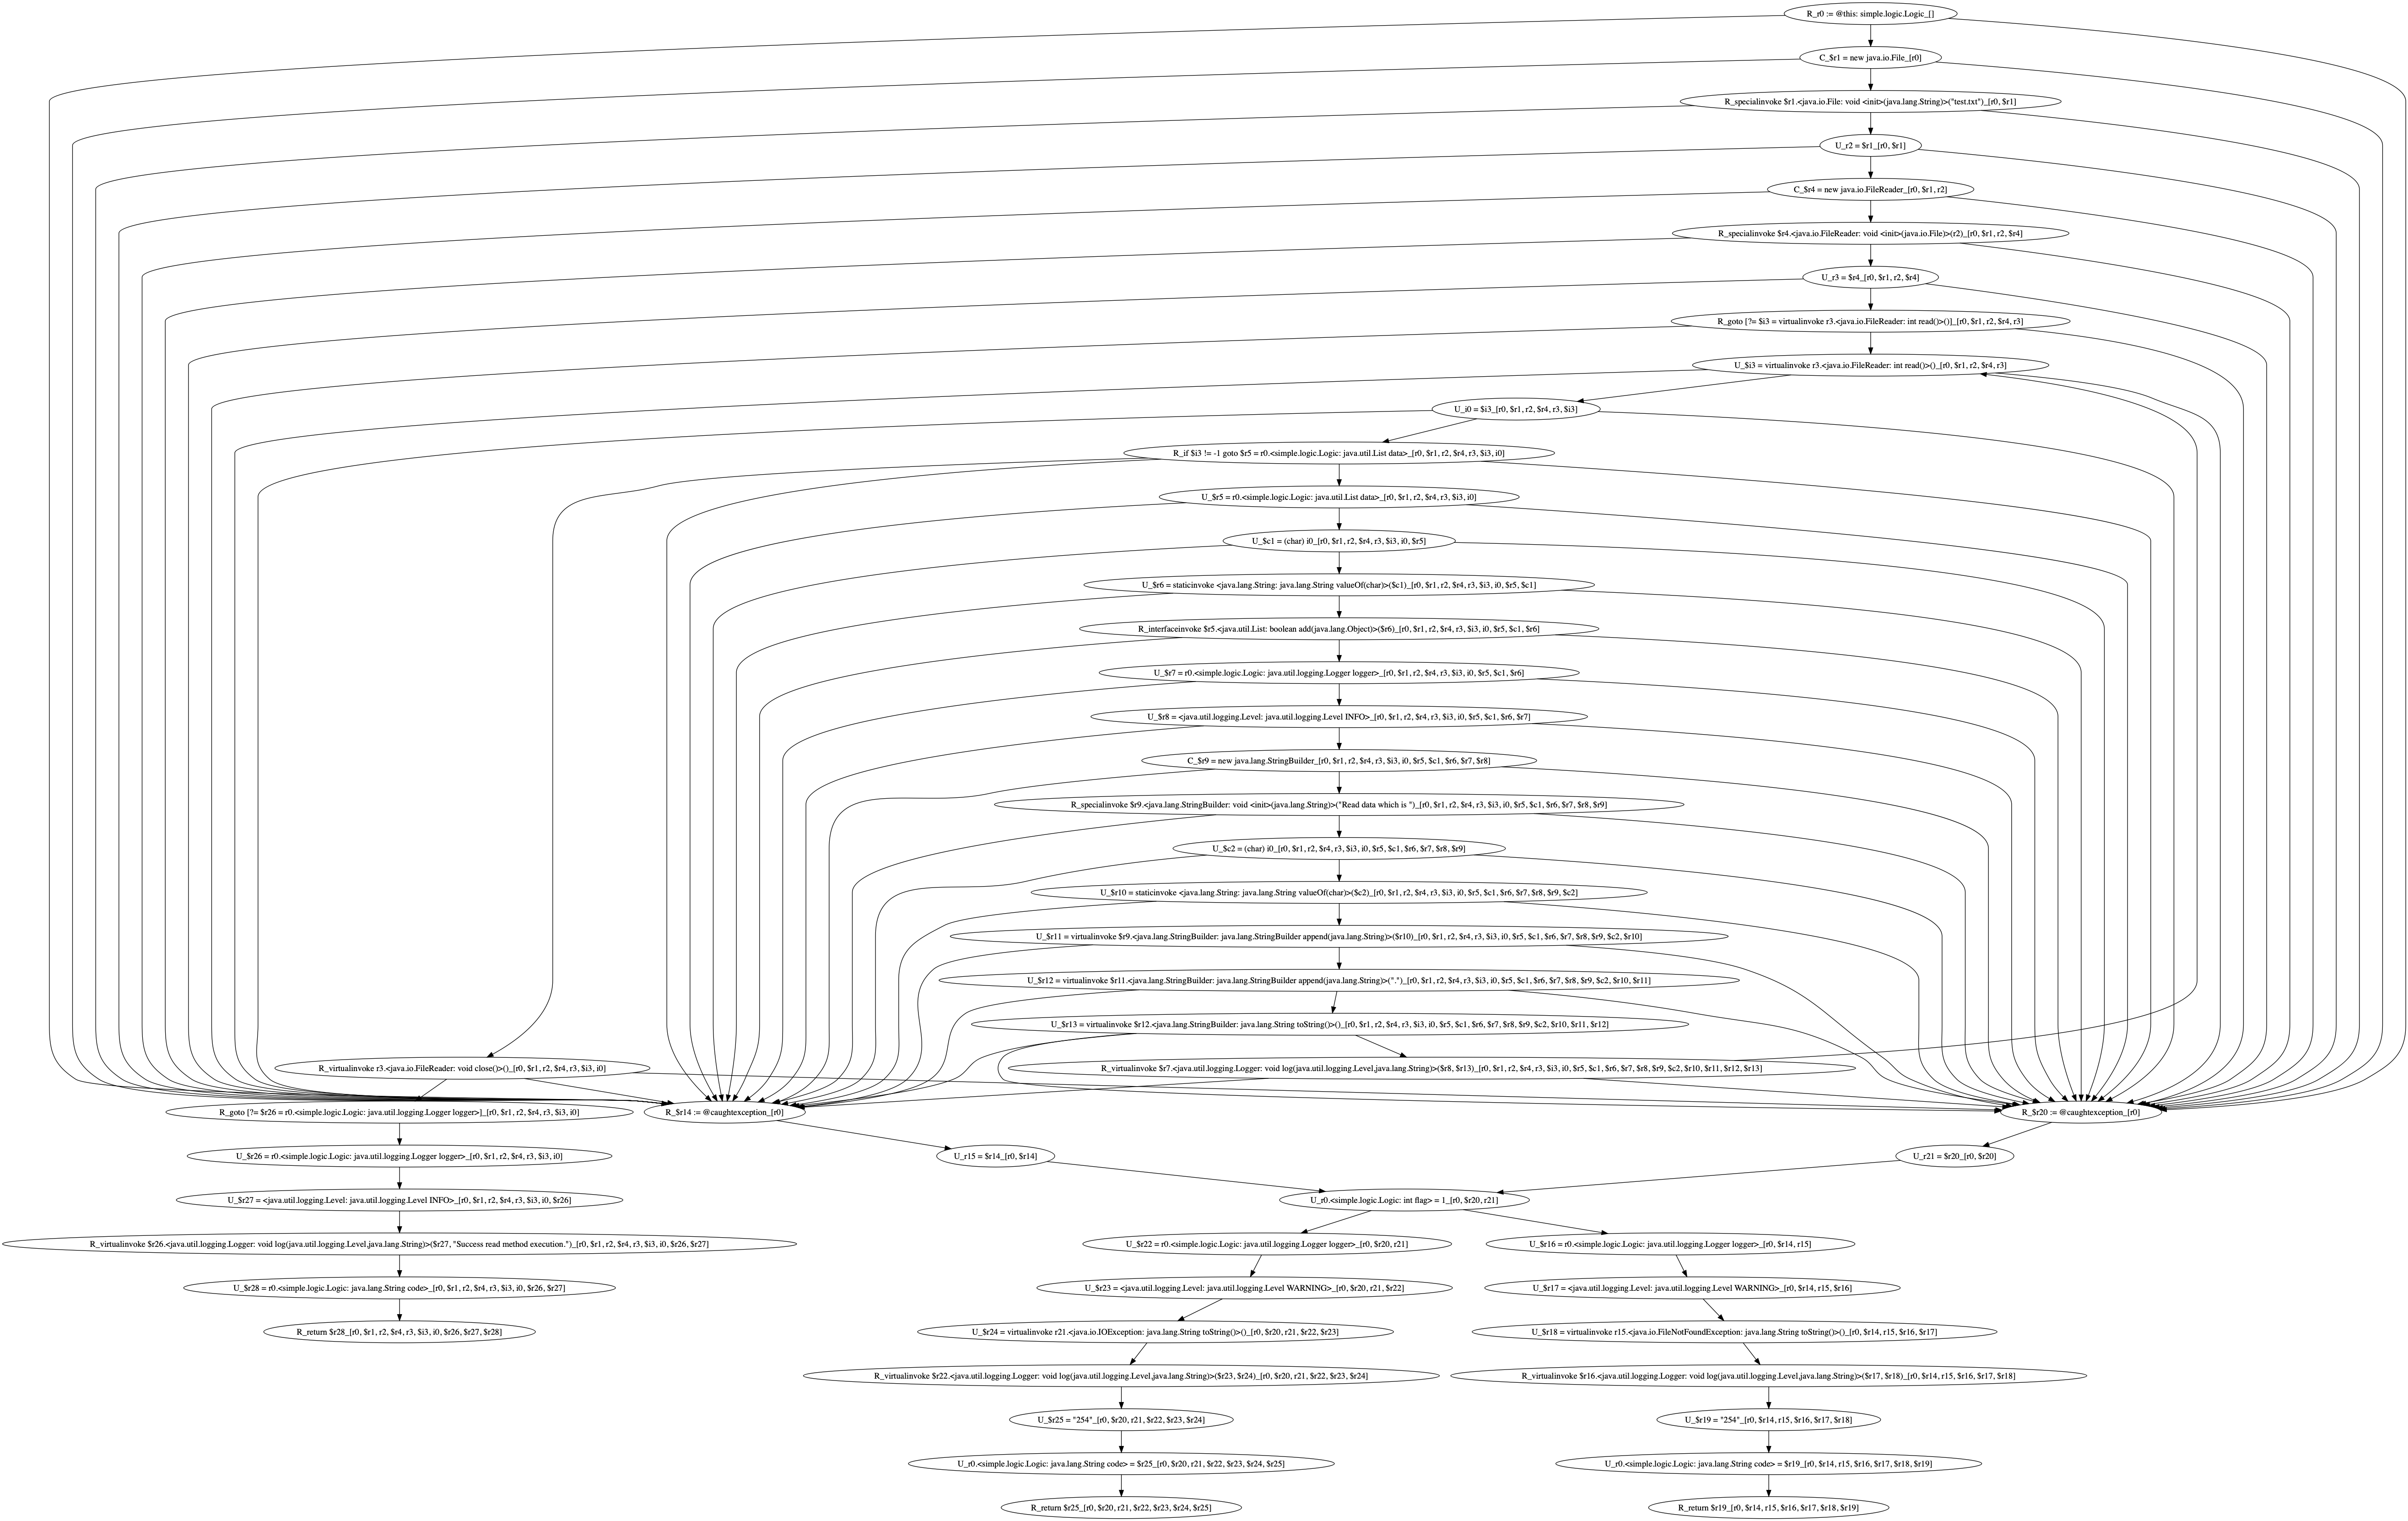 R_r0 := @this: simple.logic.Logic_[]
C_$r1 = new java.io.File_[r0]
R_specialinvoke $r1.<java.io.File: void <init>(java.lang.String)>("test.txt")_[r0, $r1]
U_r2 = $r1_[r0, $r1]
C_$r4 = new java.io.FileReader_[r0, $r1, r2]
R_specialinvoke $r4.<java.io.FileReader: void <init>(java.io.File)>(r2)_[r0, $r1, r2, $r4]
U_r3 = $r4_[r0, $r1, r2, $r4]
R_goto [?= $i3 = virtualinvoke r3.<java.io.FileReader: int read()>()]_[r0, $r1, r2, $r4, r3]
U_$i3 = virtualinvoke r3.<java.io.FileReader: int read()>()_[r0, $r1, r2, $r4, r3]
U_i0 = $i3_[r0, $r1, r2, $r4, r3, $i3]
R_if $i3 != -1 goto $r5 = r0.<simple.logic.Logic: java.util.List data>_[r0, $r1, r2, $r4, r3, $i3, i0]
U_$r5 = r0.<simple.logic.Logic: java.util.List data>_[r0, $r1, r2, $r4, r3, $i3, i0]
U_$c1 = (char) i0_[r0, $r1, r2, $r4, r3, $i3, i0, $r5]
U_$r6 = staticinvoke <java.lang.String: java.lang.String valueOf(char)>($c1)_[r0, $r1, r2, $r4, r3, $i3, i0, $r5, $c1]
R_interfaceinvoke $r5.<java.util.List: boolean add(java.lang.Object)>($r6)_[r0, $r1, r2, $r4, r3, $i3, i0, $r5, $c1, $r6]
U_$r7 = r0.<simple.logic.Logic: java.util.logging.Logger logger>_[r0, $r1, r2, $r4, r3, $i3, i0, $r5, $c1, $r6]
U_$r8 = <java.util.logging.Level: java.util.logging.Level INFO>_[r0, $r1, r2, $r4, r3, $i3, i0, $r5, $c1, $r6, $r7]
C_$r9 = new java.lang.StringBuilder_[r0, $r1, r2, $r4, r3, $i3, i0, $r5, $c1, $r6, $r7, $r8]
R_specialinvoke $r9.<java.lang.StringBuilder: void <init>(java.lang.String)>("Read data which is ")_[r0, $r1, r2, $r4, r3, $i3, i0, $r5, $c1, $r6, $r7, $r8, $r9]
U_$c2 = (char) i0_[r0, $r1, r2, $r4, r3, $i3, i0, $r5, $c1, $r6, $r7, $r8, $r9]
U_$r10 = staticinvoke <java.lang.String: java.lang.String valueOf(char)>($c2)_[r0, $r1, r2, $r4, r3, $i3, i0, $r5, $c1, $r6, $r7, $r8, $r9, $c2]
U_$r11 = virtualinvoke $r9.<java.lang.StringBuilder: java.lang.StringBuilder append(java.lang.String)>($r10)_[r0, $r1, r2, $r4, r3, $i3, i0, $r5, $c1, $r6, $r7, $r8, $r9, $c2, $r10]
U_$r12 = virtualinvoke $r11.<java.lang.StringBuilder: java.lang.StringBuilder append(java.lang.String)>(".")_[r0, $r1, r2, $r4, r3, $i3, i0, $r5, $c1, $r6, $r7, $r8, $r9, $c2, $r10, $r11]
U_$r13 = virtualinvoke $r12.<java.lang.StringBuilder: java.lang.String toString()>()_[r0, $r1, r2, $r4, r3, $i3, i0, $r5, $c1, $r6, $r7, $r8, $r9, $c2, $r10, $r11, $r12]
R_virtualinvoke r3.<java.io.FileReader: void close()>()_[r0, $r1, r2, $r4, r3, $i3, i0]
R_virtualinvoke $r7.<java.util.logging.Logger: void log(java.util.logging.Level,java.lang.String)>($r8, $r13)_[r0, $r1, r2, $r4, r3, $i3, i0, $r5, $c1, $r6, $r7, $r8, $r9, $c2, $r10, $r11, $r12, $r13]
R_goto [?= $r26 = r0.<simple.logic.Logic: java.util.logging.Logger logger>]_[r0, $r1, r2, $r4, r3, $i3, i0]
R_$r14 := @caughtexception_[r0]
R_$r20 := @caughtexception_[r0]
U_$r26 = r0.<simple.logic.Logic: java.util.logging.Logger logger>_[r0, $r1, r2, $r4, r3, $i3, i0]
U_r15 = $r14_[r0, $r14]
U_r21 = $r20_[r0, $r20]
U_$r27 = <java.util.logging.Level: java.util.logging.Level INFO>_[r0, $r1, r2, $r4, r3, $i3, i0, $r26]
U_r0.<simple.logic.Logic: int flag> = 1_[r0, $r20, r21]
R_virtualinvoke $r26.<java.util.logging.Logger: void log(java.util.logging.Level,java.lang.String)>($r27, "Success read method execution.")_[r0, $r1, r2, $r4, r3, $i3, i0, $r26, $r27]
U_$r22 = r0.<simple.logic.Logic: java.util.logging.Logger logger>_[r0, $r20, r21]
U_$r16 = r0.<simple.logic.Logic: java.util.logging.Logger logger>_[r0, $r14, r15]
U_$r28 = r0.<simple.logic.Logic: java.lang.String code>_[r0, $r1, r2, $r4, r3, $i3, i0, $r26, $r27]
U_$r23 = <java.util.logging.Level: java.util.logging.Level WARNING>_[r0, $r20, r21, $r22]
U_$r17 = <java.util.logging.Level: java.util.logging.Level WARNING>_[r0, $r14, r15, $r16]
R_return $r28_[r0, $r1, r2, $r4, r3, $i3, i0, $r26, $r27, $r28]
U_$r24 = virtualinvoke r21.<java.io.IOException: java.lang.String toString()>()_[r0, $r20, r21, $r22, $r23]
U_$r18 = virtualinvoke r15.<java.io.FileNotFoundException: java.lang.String toString()>()_[r0, $r14, r15, $r16, $r17]
R_virtualinvoke $r22.<java.util.logging.Logger: void log(java.util.logging.Level,java.lang.String)>($r23, $r24)_[r0, $r20, r21, $r22, $r23, $r24]
R_virtualinvoke $r16.<java.util.logging.Logger: void log(java.util.logging.Level,java.lang.String)>($r17, $r18)_[r0, $r14, r15, $r16, $r17, $r18]
U_$r25 = "254"_[r0, $r20, r21, $r22, $r23, $r24]
U_$r19 = "254"_[r0, $r14, r15, $r16, $r17, $r18]
U_r0.<simple.logic.Logic: java.lang.String code> = $r25_[r0, $r20, r21, $r22, $r23, $r24, $r25]
U_r0.<simple.logic.Logic: java.lang.String code> = $r19_[r0, $r14, r15, $r16, $r17, $r18, $r19]
R_return $r25_[r0, $r20, r21, $r22, $r23, $r24, $r25]
R_return $r19_[r0, $r14, r15, $r16, $r17, $r18, $r19]